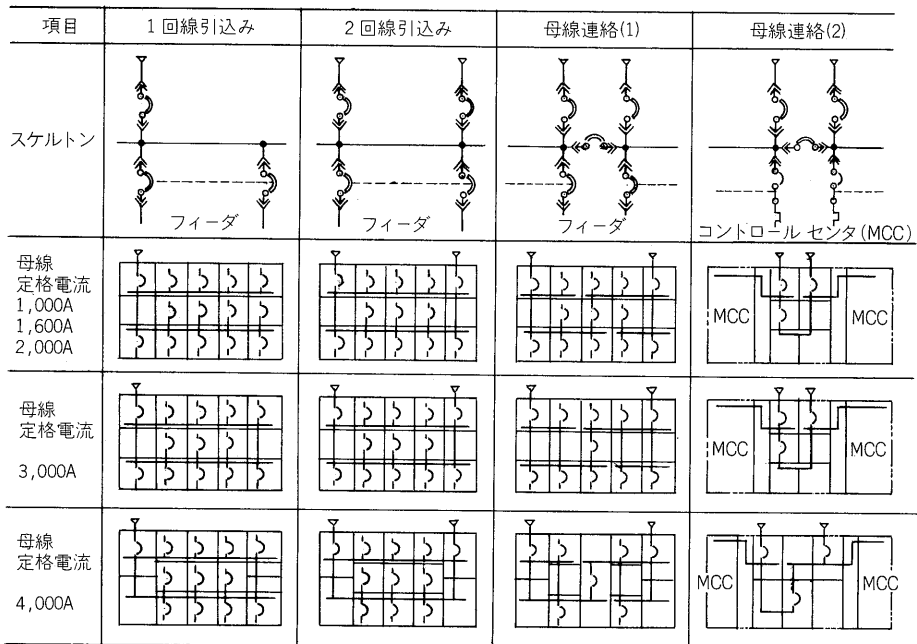 項目
1回線引込み
2回線引込み
母線連絡(1)
母線連絡(2)
スケルトン
フィーダ
フィーダ
フィーダ
コントロール センタ(MCC)
母線
定格電流
1,000A
1,600A
2,000A
MCC
MCC
母線
定格電流
3,000A
MCC
MCC
母線
定格電流
4,000A
MCC
MCC